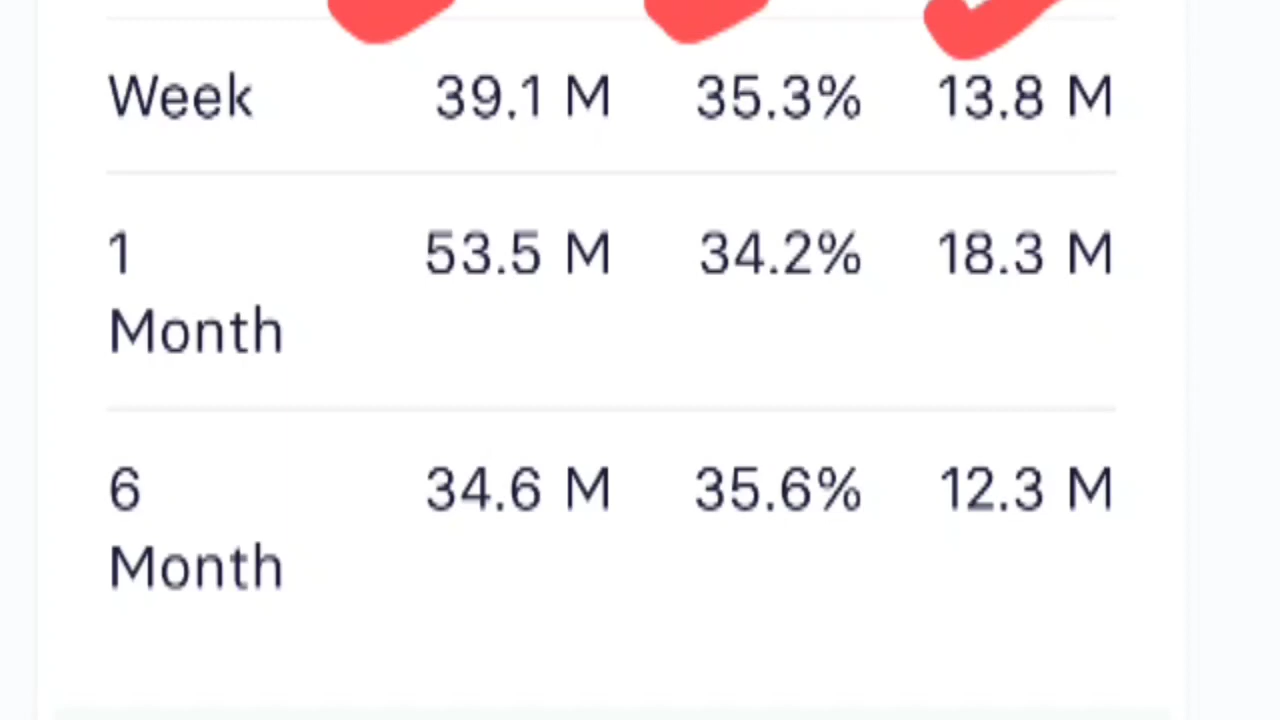 Week 39.1 M 35.3% 13.8 M
1 53.5 M 34.2% 18.3 M
Month
6 34.6 M 35.6% 12.3 M
Month